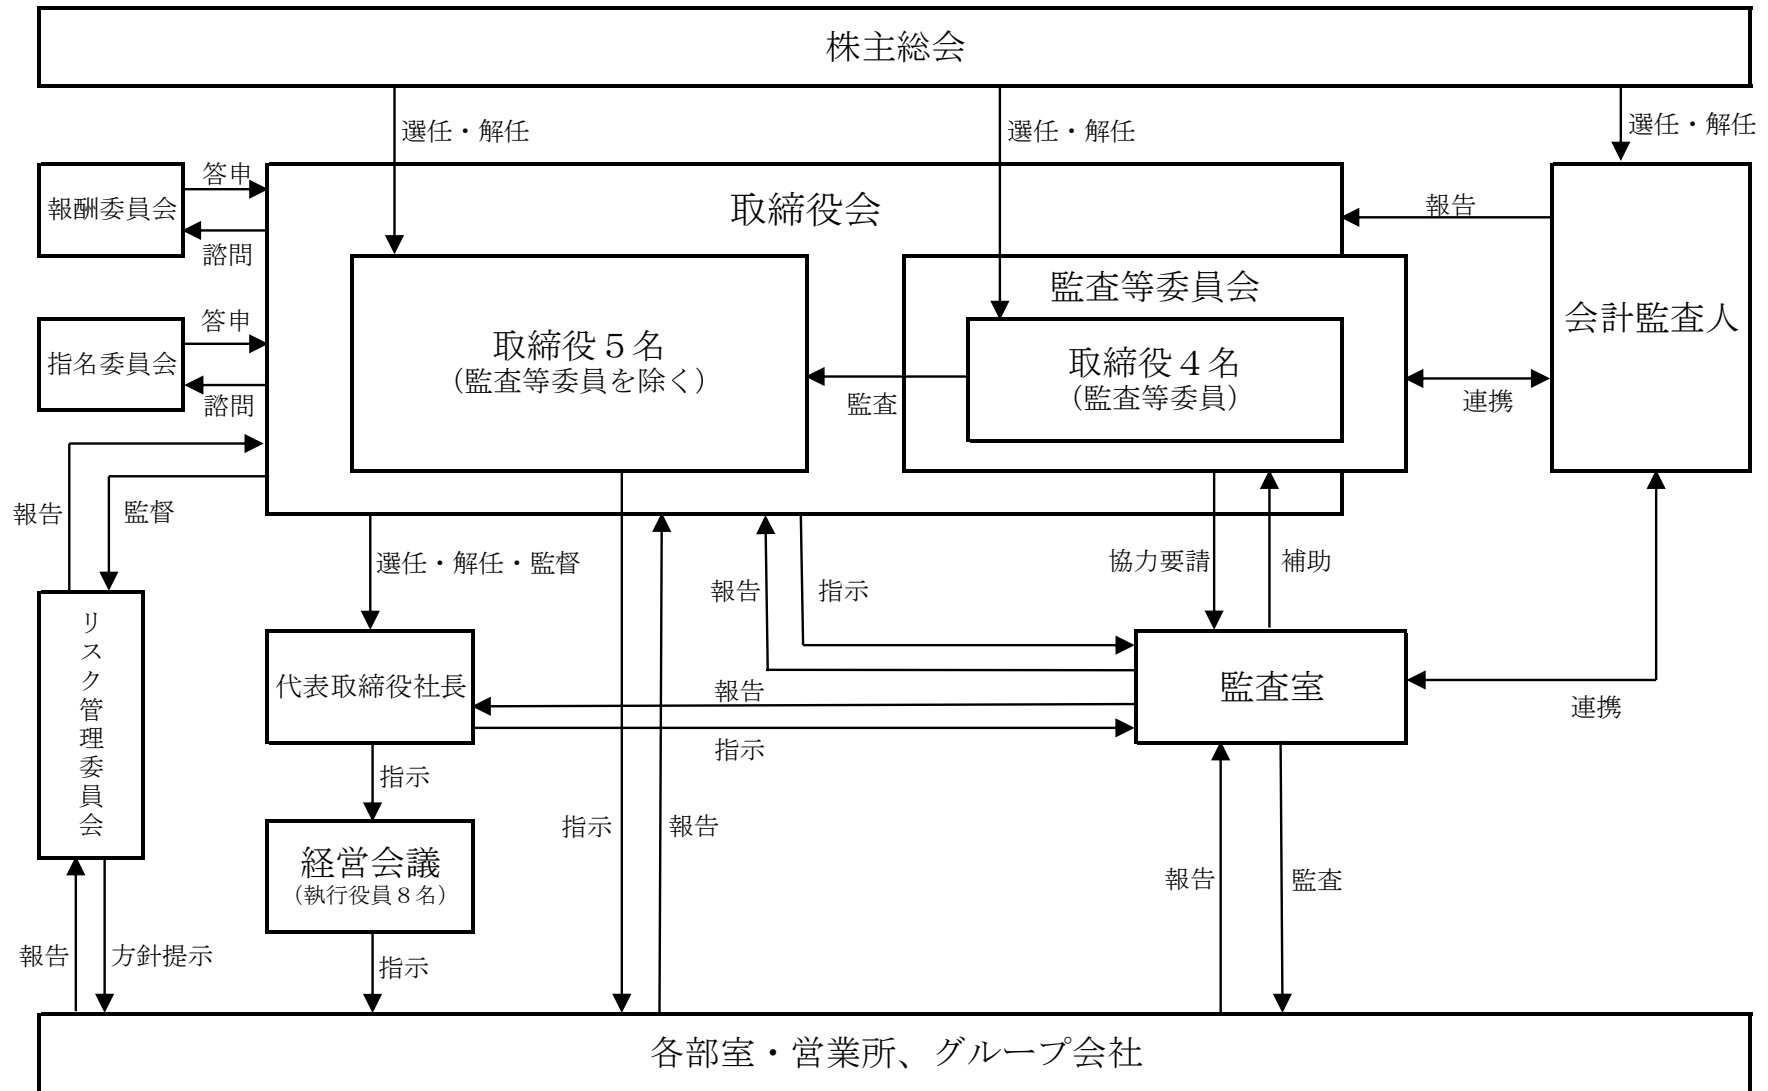 株主総会
選任・解任
選任・解任
選任・解任
報酬委員会
答申
諮問
取締役会
報告
指名委員会
答申
諮問
取締役５名
（監査等委員を除く）
監査
監査等委員会
取締役４名
（監査等委員）
連携
会計監査人
報告
監督
選任・解任・監督
報告
指示
協力要請
補助
リスク管理委員会
代表取締役社長
報告
指示
監査室
連携
指示
経営会議
（執行役員８名）
指示
報告
報告
監査
報告
方針提示
指示
各部室・営業所、グループ会社